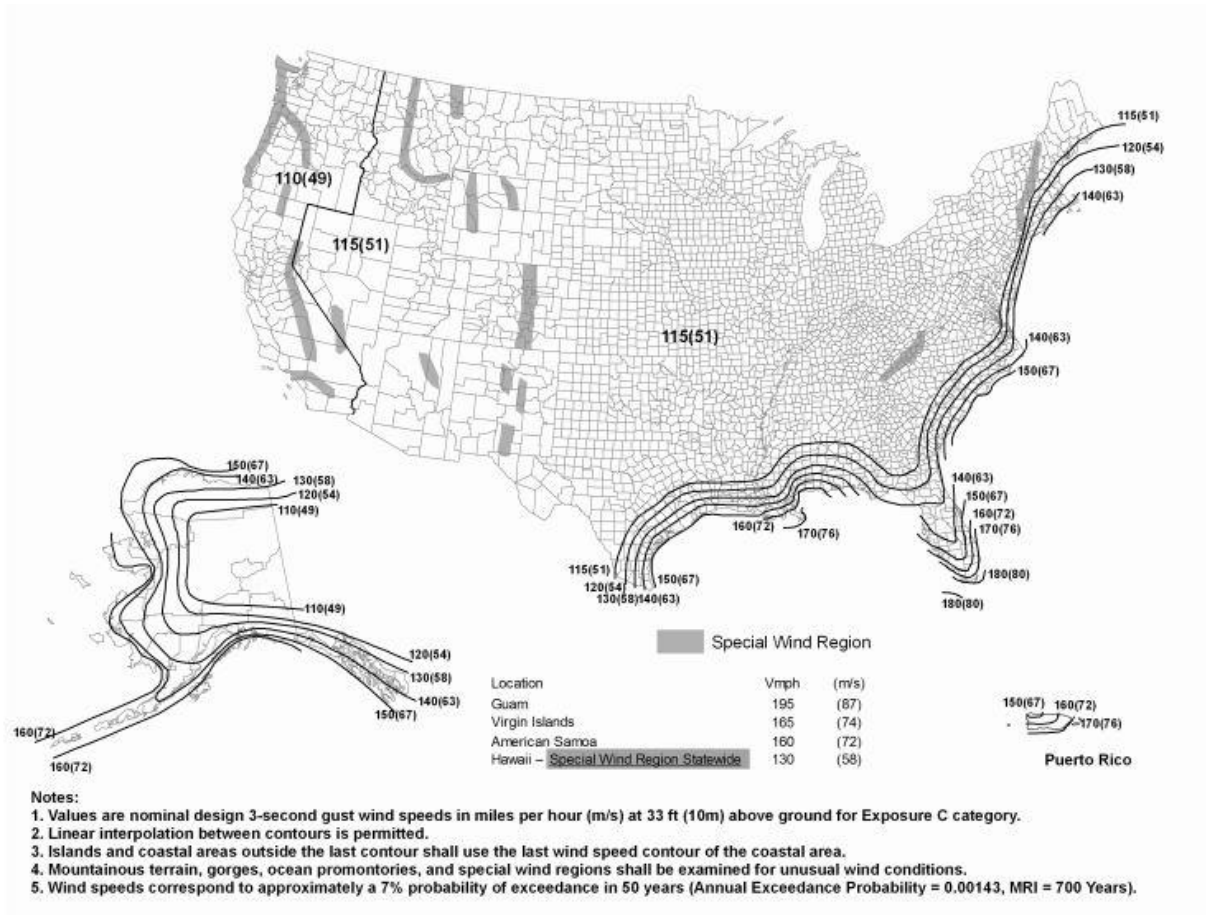 115(51)
120(54)
130(58)
140(63)
110(49)
115(51)
115(51)
140(63)
150(67)
150(67)
140(63)
130(58)
120(54)
110(49)
140(63)
150(67)
160(72)
170(76)
160(72)
170(76)
115(51)
120(54)
130(58)140(63)
150(67)
180(80)
180(80)
110(49)
120(54)
130(58)
140(63)
150(67)
160(72)
160(72)
Special Wind Region
Location Vmph (m/s)
Guam 195 (87)
Virgin Islands 165 (74)
American Samoa 160 (72)
Hawaii – Special Wind Region Statewide 130 (58)
150(67) 160(72)
170(76)
Puerto Rico
Notes:
1. Values are nominal design 3-second gust wind speeds in miles per hour (m/s) at 33 ft (10m) above ground for Exposure C category.
2. Linear interpolation between contours is permitted.
3. Islands and coastal areas outside the last contour shall use the last wind speed contour of the coastal area.
4. Mountainous terrain, gorges, ocean promontories, and special wind regions shall be examined for unusual wind conditions.
5. Wind speeds correspond to approximately a 7% probability of exceedance in 50 years (Annual Exceedance Probability = 0.00143, MRI = 700 Years).